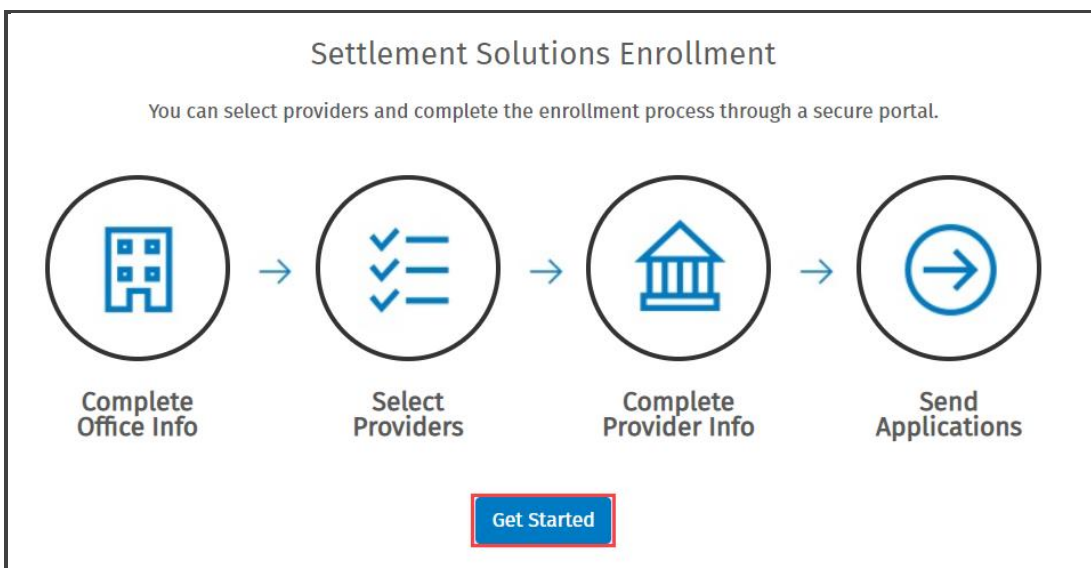 Settlement Solutions Enrollment
You can select providers and complete the enrollment process through a secure portal.
Complete
Office Info
Select
Providers
Complete
Provider Info
Send
Applications
Get Started